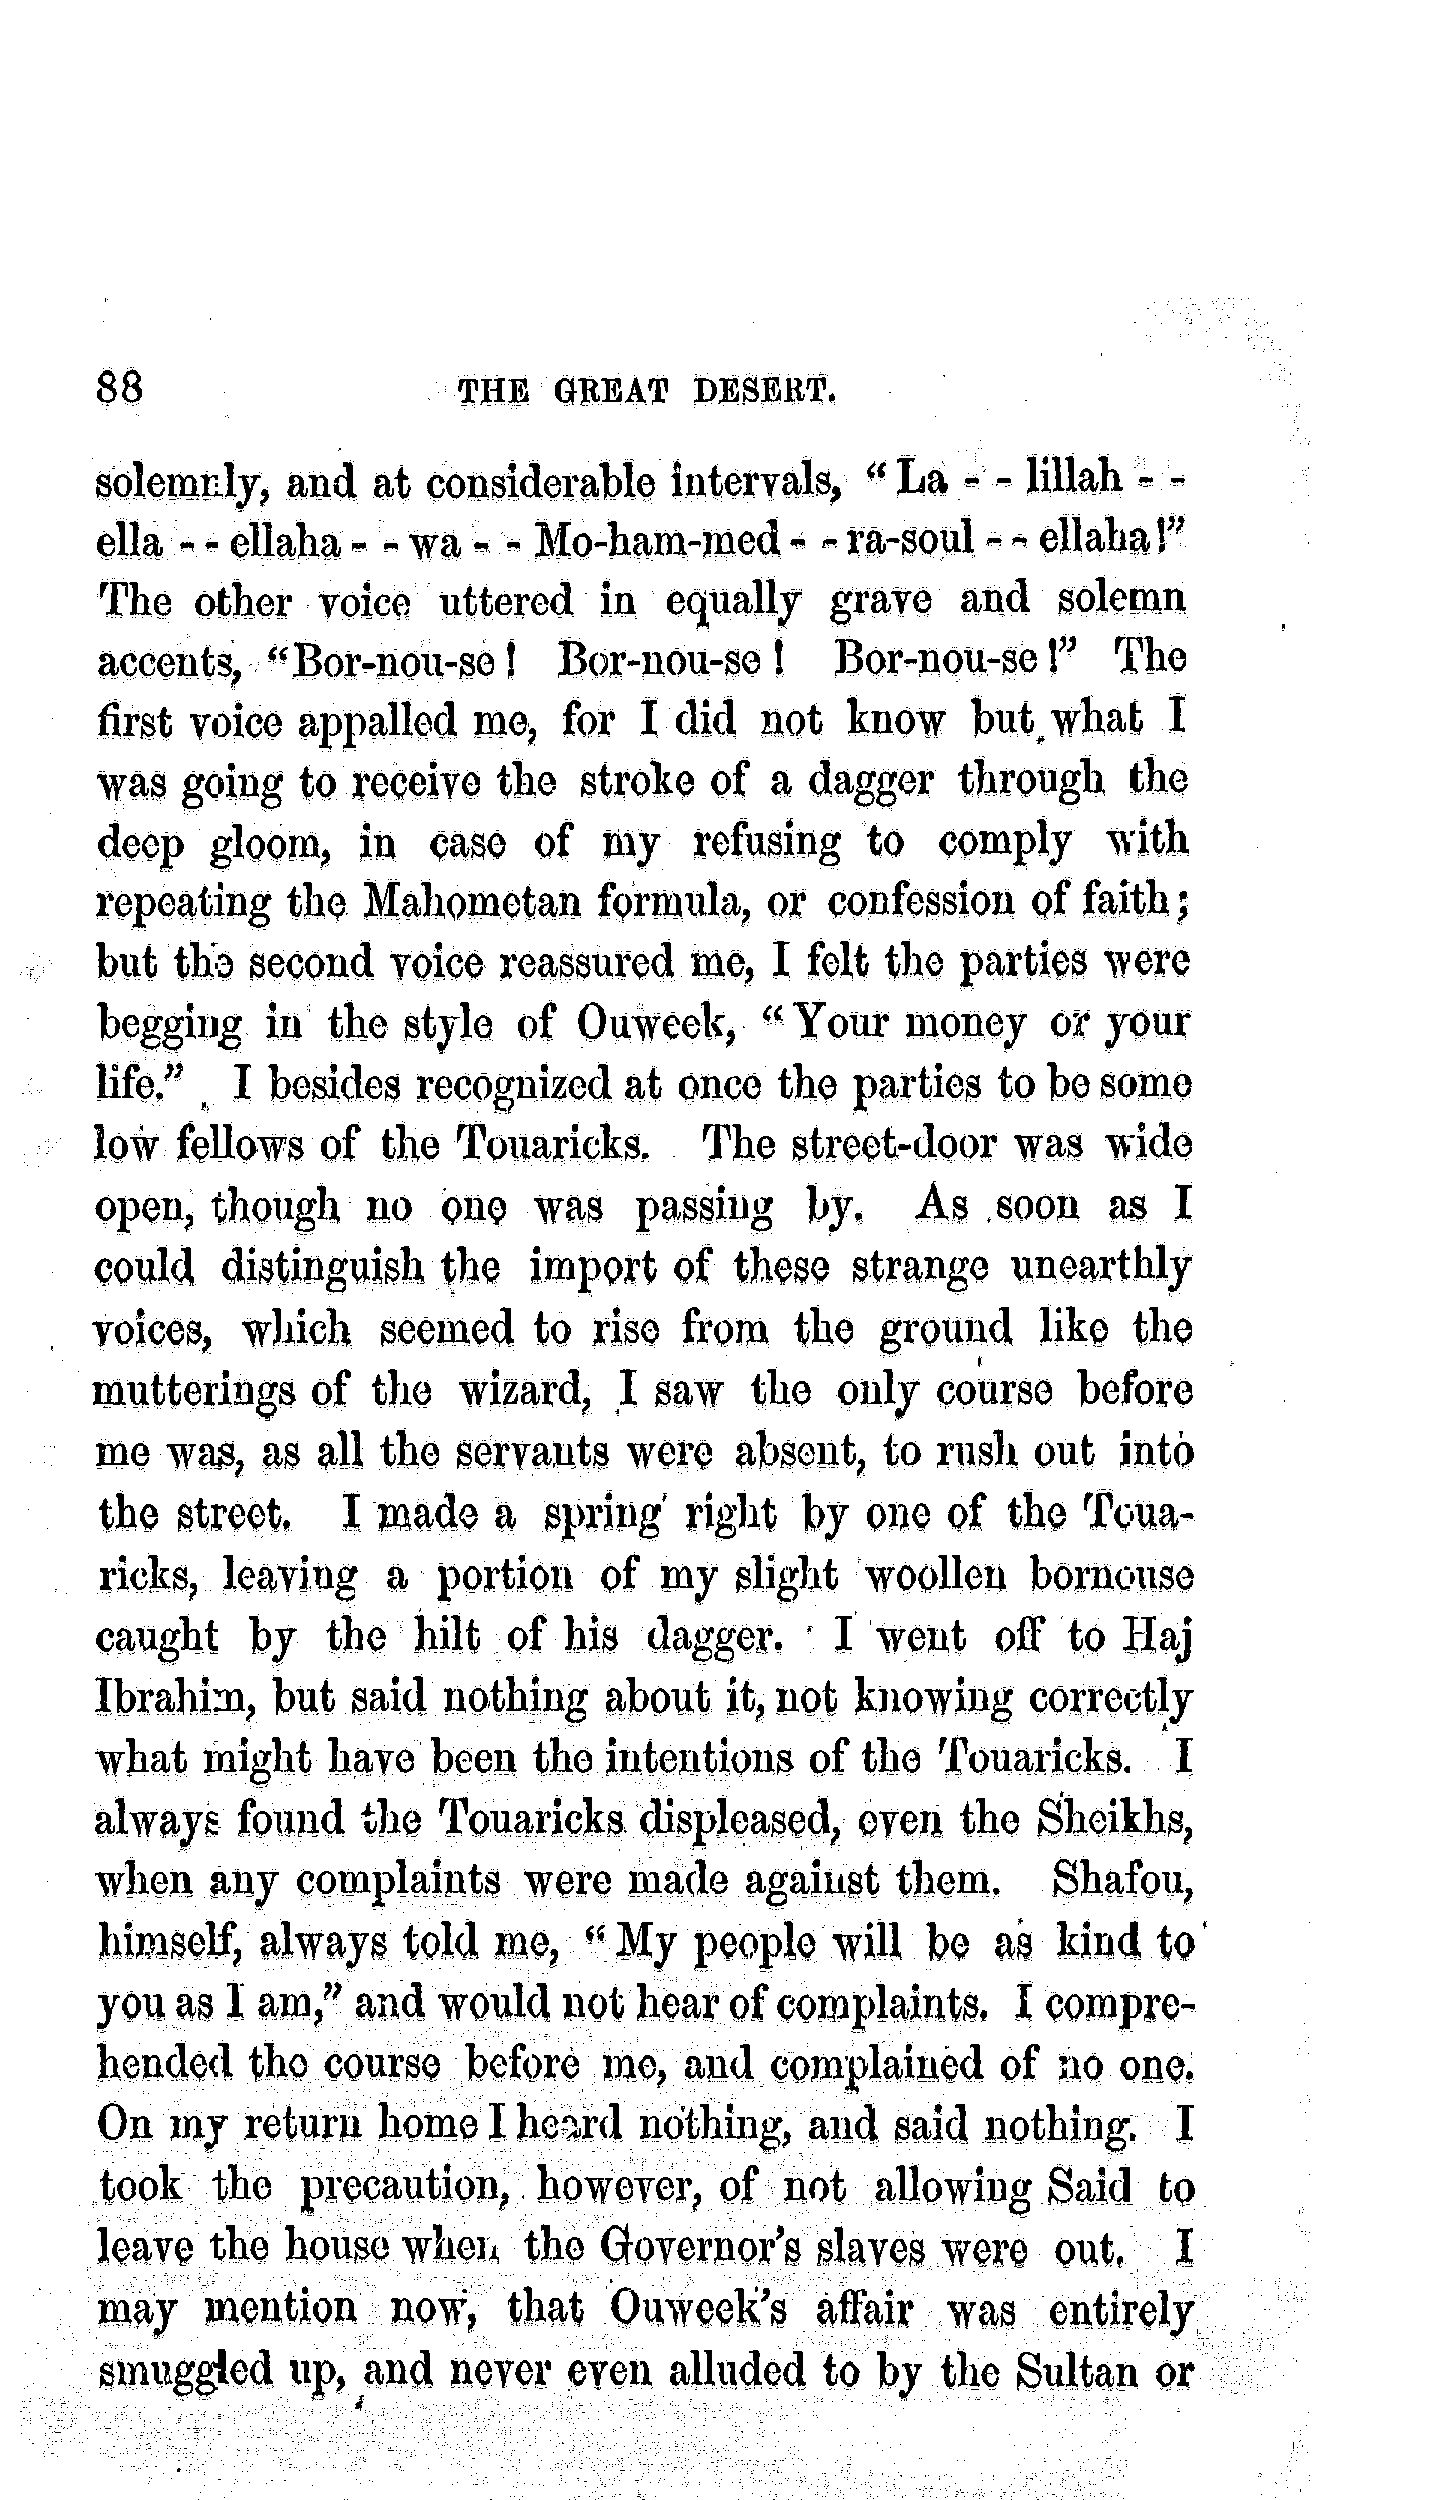 88 THE GREAT DESERT.
solemnly, and at considerable intervals, “La - - lillah - -
ella - - ellaha - - wa - - Mo-ham-med - - ra-soul - - ellaha!”
The other voice uttered in equally grave and solemn
accents, “Bor-nou-se! Bor-nou-se! Bor-nou-se!” The
first voice appalled me, for I did not know but what I
was going to receive the stroke of a dagger through the
deep gloom, in case of my refusing to comply with
repeating the Mahometan formula, or confession of faith;
but the second voice reassured me, I felt the parties were
begging in the style of Ouweek, “Your money or your
life.” I besides recognized at once the parties to be some
low fellows of the Touaricks. The street-door was wide
open, though no one was passing by. As soon as I
could distinguish the import of these strange unearthly
voices, which seemed to rise from the ground like the
mutterings of the wizard, I saw the only course before
me was, as all the servants were absent, to rush out into
the street. I made a spring right by one of the Toua-
ricks, leaving a portion of my slight woollen bornouse
caught by the hilt of his dagger. I went off to Haj
Ibrahim, but said nothing about it, not knowing correctly
what might have been the intentions of the Touaricks. I
always found the Touaricks displeased, even the Sheikhs,
when any complaints were made against them. Shafou,
himself, always told me, “My people will be as kind to
you as I am,” and would not hear of complaints. I compre-
hended the course before me, and complained of no one.
On my return home I heard nothing, and said nothing. I
took the precaution, however, of not allowing Said to
leave the house when the Governor’s slaves were out. I
may mention now, that Ouweek’s affair was entirely
smuggled up, and never even alluded to by the Sultan or